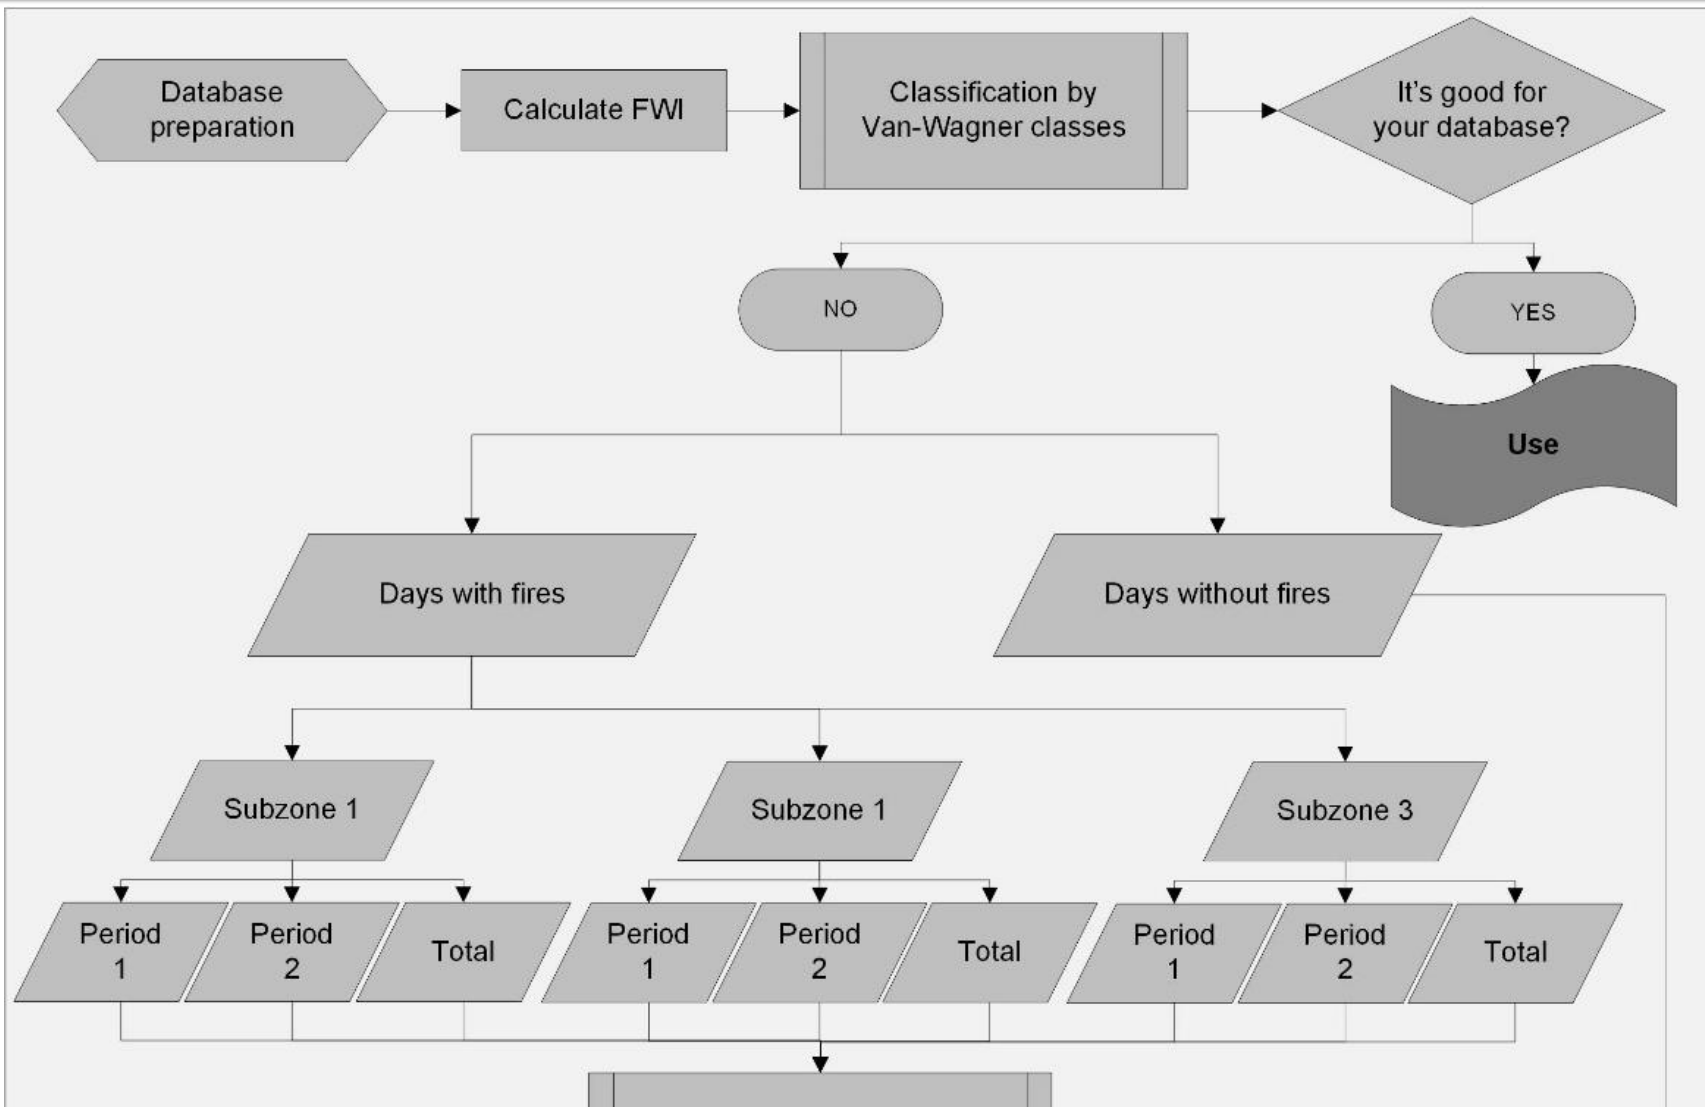 Database
preparation
Calculate FWI
Classification by
Van-Wagner classes
It's good for
your database?
NO
YES
Use
Days with fires
Days without fires
Subzone 1
Subzone 1
Subzone 3
Period
1
Period
2
Total
Period
1
Period
2
Total
Period
1
Period
2
Total